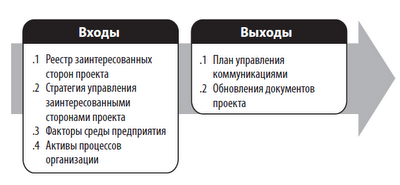 Входы
.1 Реестр заинтересованных
сторон проекта
.2 Стратегия управления
заинтересованными
сторонами проекта
.3 Факторы среды предприятия
.4 Активы процессов
организации
Выходы
.1 План управления
коммуникациями
.2 Обновления документов
проекта